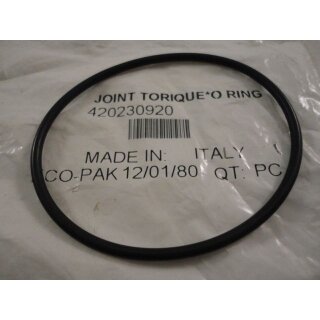 JOINT TORIQUE*O RING
420230920
MADE IN: ITALY
CO-PAK 12/01/80 QT: PC